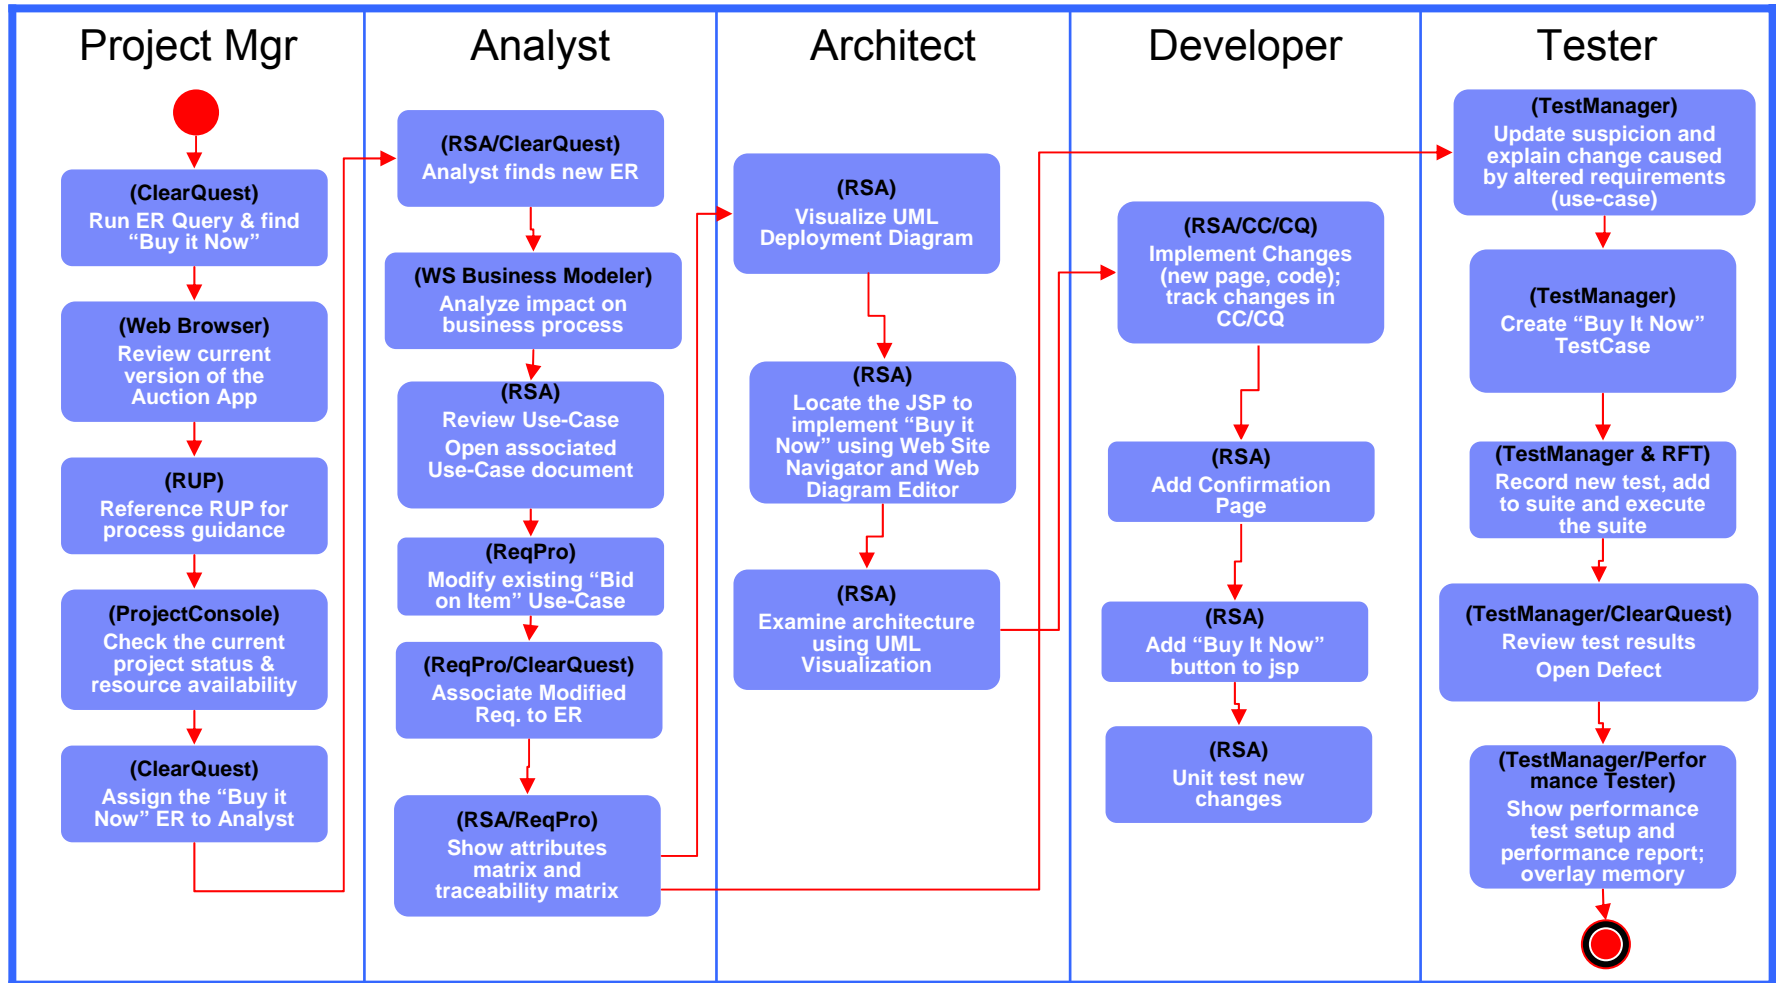 Project Mgr
Analyst
Architect
Developer
Tester
(ClearQuest)
Run ER Query & find
“Buy it Now”
(Web Browser)
Review current
version of the
Auction App
(RUP)
Reference RUP for
process guidance
(ProjectConsole)
Check the current
project status &
resource availability
(ClearQuest)
Assign the “Buy it
Now” ER to Analyst
(RSA/ClearQuest)
Analyst finds new ER
(WS Business Modeler)
Analyze impact on
business process
(RSA)
Review Use-Case
Open associated
Use-Case document
(ReqPro)
Modify existing “Bid
on Item” Use-Case
(ReqPro/ClearQuest)
Associate Modified
Req. to ER
(RSA/ReqPro)
Show attributes
matrix and
traceability matrix
(RSA)
Visualize UML
Deployment Diagram
(RSA)
Locate the JSP to
implement “Buy it
Now” using Web Site
Navigator and Web
Diagram Editor
(RSA)
Examine architecture
using UML
Visualization
(RSA/CC/CQ)
Implement Changes
(new page, code);
track changes in
CC/CQ
(RSA)
Add Confirmation
Page
(RSA)
Add “Buy It Now”
button to jsp
(RSA)
Unit test new
changes
(TestManager)
Update suspicion and
explain change caused
by altered requirements
(use-case)
(TestManager)
Create “Buy It Now”
TestCase
(TestManager & RFT)
Record new test, add
to suite and execute
the suite
(TestManager/ClearQuest)
Review test results
Open Defect
(TestManager/Perfor
mance Tester)
Show performance
test setup and
performance report;
overlay memory